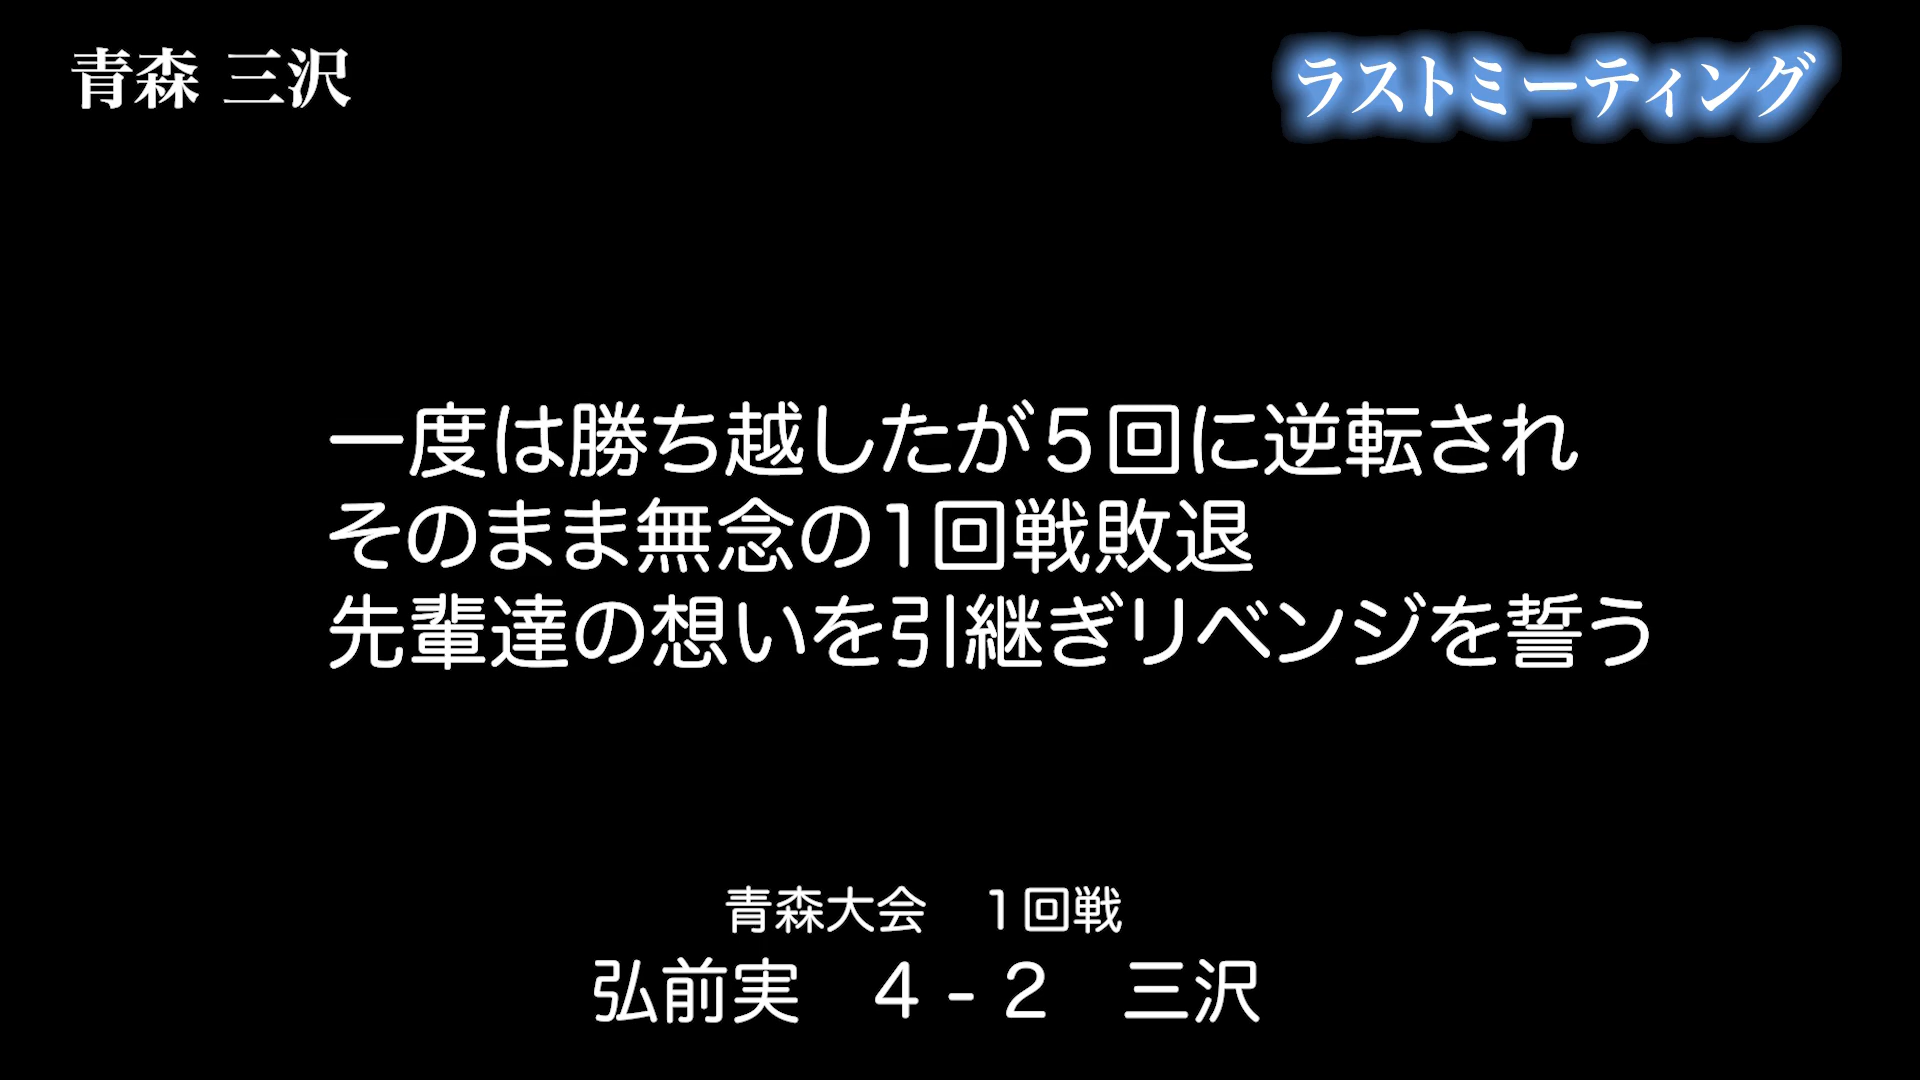 青森 三沢
ラストミーティング
一度は勝ち越したが5回に逆転され
そのまま無念の1回戦敗退
先輩達の想いを引継ぎリベンジを誓う
青森大会　1回戦
弘前実　4 - 2　三沢